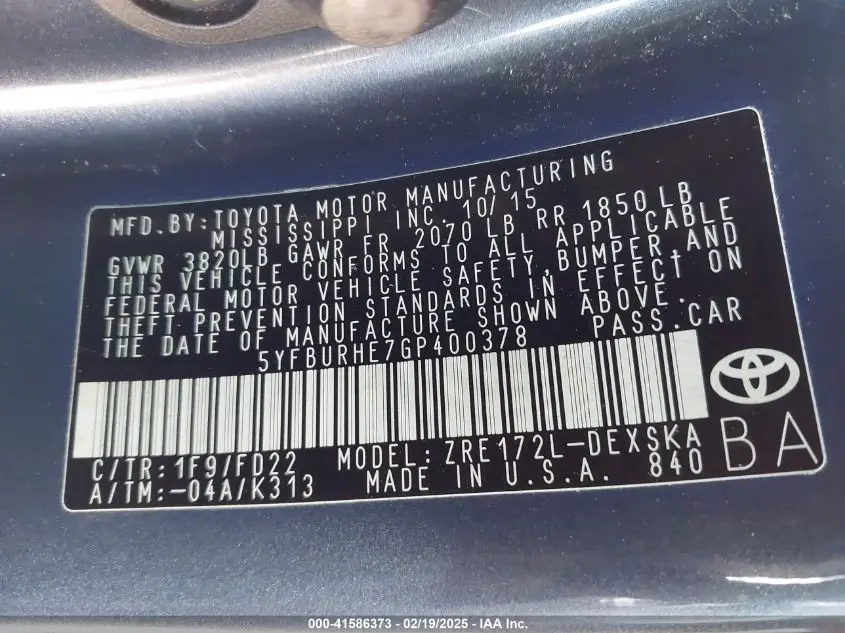 MFD. BY: TOYOTA MOTOR MANUFACTURING
MISSISSIPPI INC. 10/ 15
GVWR 3820LB GAWR FR 2070 LB RR 1850 LB
THIS VEHICLE CONFORMS TO ALL APPLICABLE
FEDERAL MOTOR VEHICLE SAFETY,BUMPER,AND
THEFT PREVENTION STANDARDS IN EFFECT ON
THE DATE OF MANUFACTURE SHOWN ABOVE.
5YFBURHE7GP400378 PASS.CAR
C/TR: 1F9/FD22 MODEL: ZRE172L-DEXSKA
A/TM:-04A/K313 MADE IN U.S.A. 840
BA
000-41586373 - 02/19/2025 - IAA Inc.